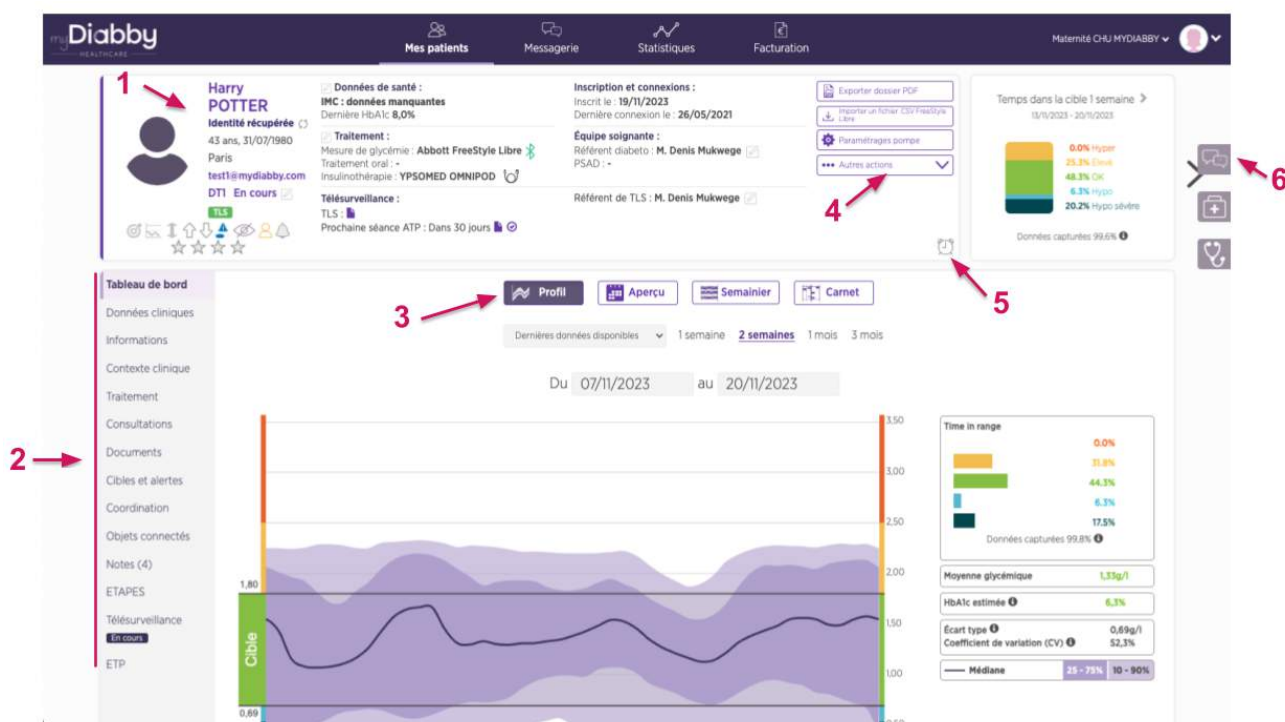 myDiabby
HEALTHCARE
Mes patients
Messagerie
Statistiques
Facturation
Maternité CHU MYDIABBY
1
Harry
POTTER
Identité récupérée
43 ans, 31/07/1980
Paris
test1@mydiabby.com
DT1 En cours
TLS
Données de santé :
IMC : données manquantes
Dernière HbA1c 8,0%
Traitement :
Mesure de glycémie : Abbott FreeStyle Libre
Traitement oral : -
Insulinothérapie : YPSOMED OMNIPOD
Télésurveillance :
TLS :
Prochaine séance ATP : Dans 30 jours
Inscription et connexions :
Inscrit le : 19/11/2023
Dernière connexion le : 26/05/2021
Équipe soignante :
Référent diabeto : M. Denis Mukwege
PSAD : -
Référent de TLS : M. Denis Mukwege
Exporter dossier PDF
Importer un fichier .CSV FreeStyle
Libre
Paramétrages pompe
Autres actions
4
5
Temps dans la cible 1 semaine
13/11/2023 - 20/11/2023
0.0% Hyper
25.3% Elevé
48.3% OK
6.3% Hypo
20.2% Hypo sévère
Données capturées 99,6%
6
2
Tableau de bord
Données cliniques
Informations
Contexte clinique
Traitement
Consultations
Documents
Cibles et alertes
Coordination
Objets connectés
Notes (4)
ETAPES
Télésurveillance
En cours
ETP
3
Profil
Aperçu
Semainier
Carnet
Dernières données disponibles
1 semaine
2 semaines
1 mois
3 mois
Du 07/11/2023 au 20/11/2023
3,50
3,00
2,50
2,00
1,50
1,00
0,50
1,80
Cible
0,69
Time in range
0.0%
31.8%
44.3%
6.3%
17.5%
Données capturées 99,8%
Moyenne glycémique 1,33g/l
HbA1c estimée 6,3%
Écart type 0,69g/l
Coefficient de variation (CV) 52,3%
Médiane 25 - 75% 10 - 90%